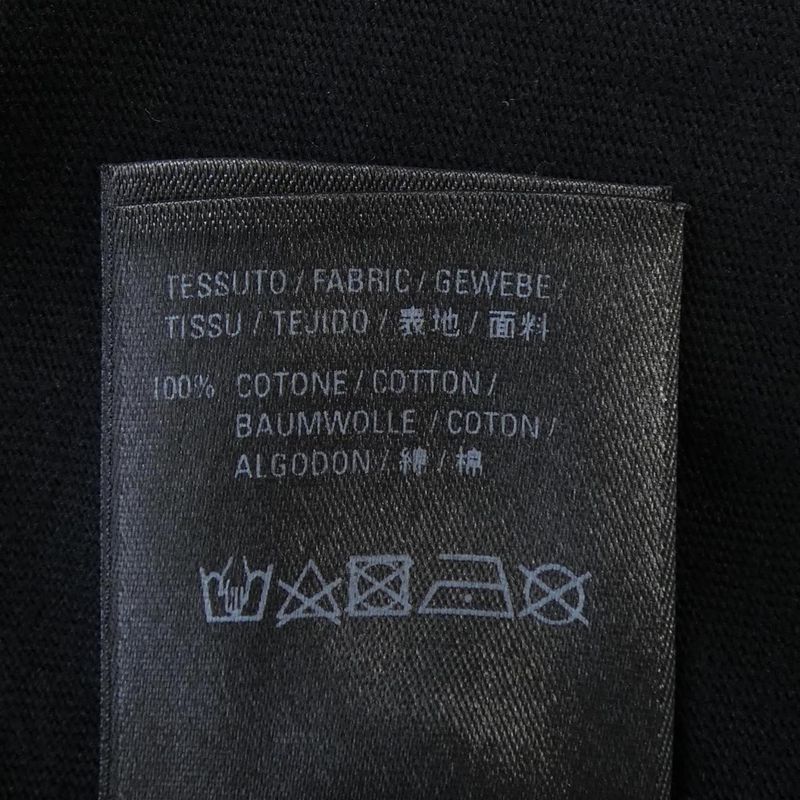 TESSUTO / FABRIC / GEWEBE /
TISSU / TEJIDO / 表地 / 面料
100% COTONE / COTTON /
BAUMWOLLE / COTON /
ALGODON / 綿 / 棉